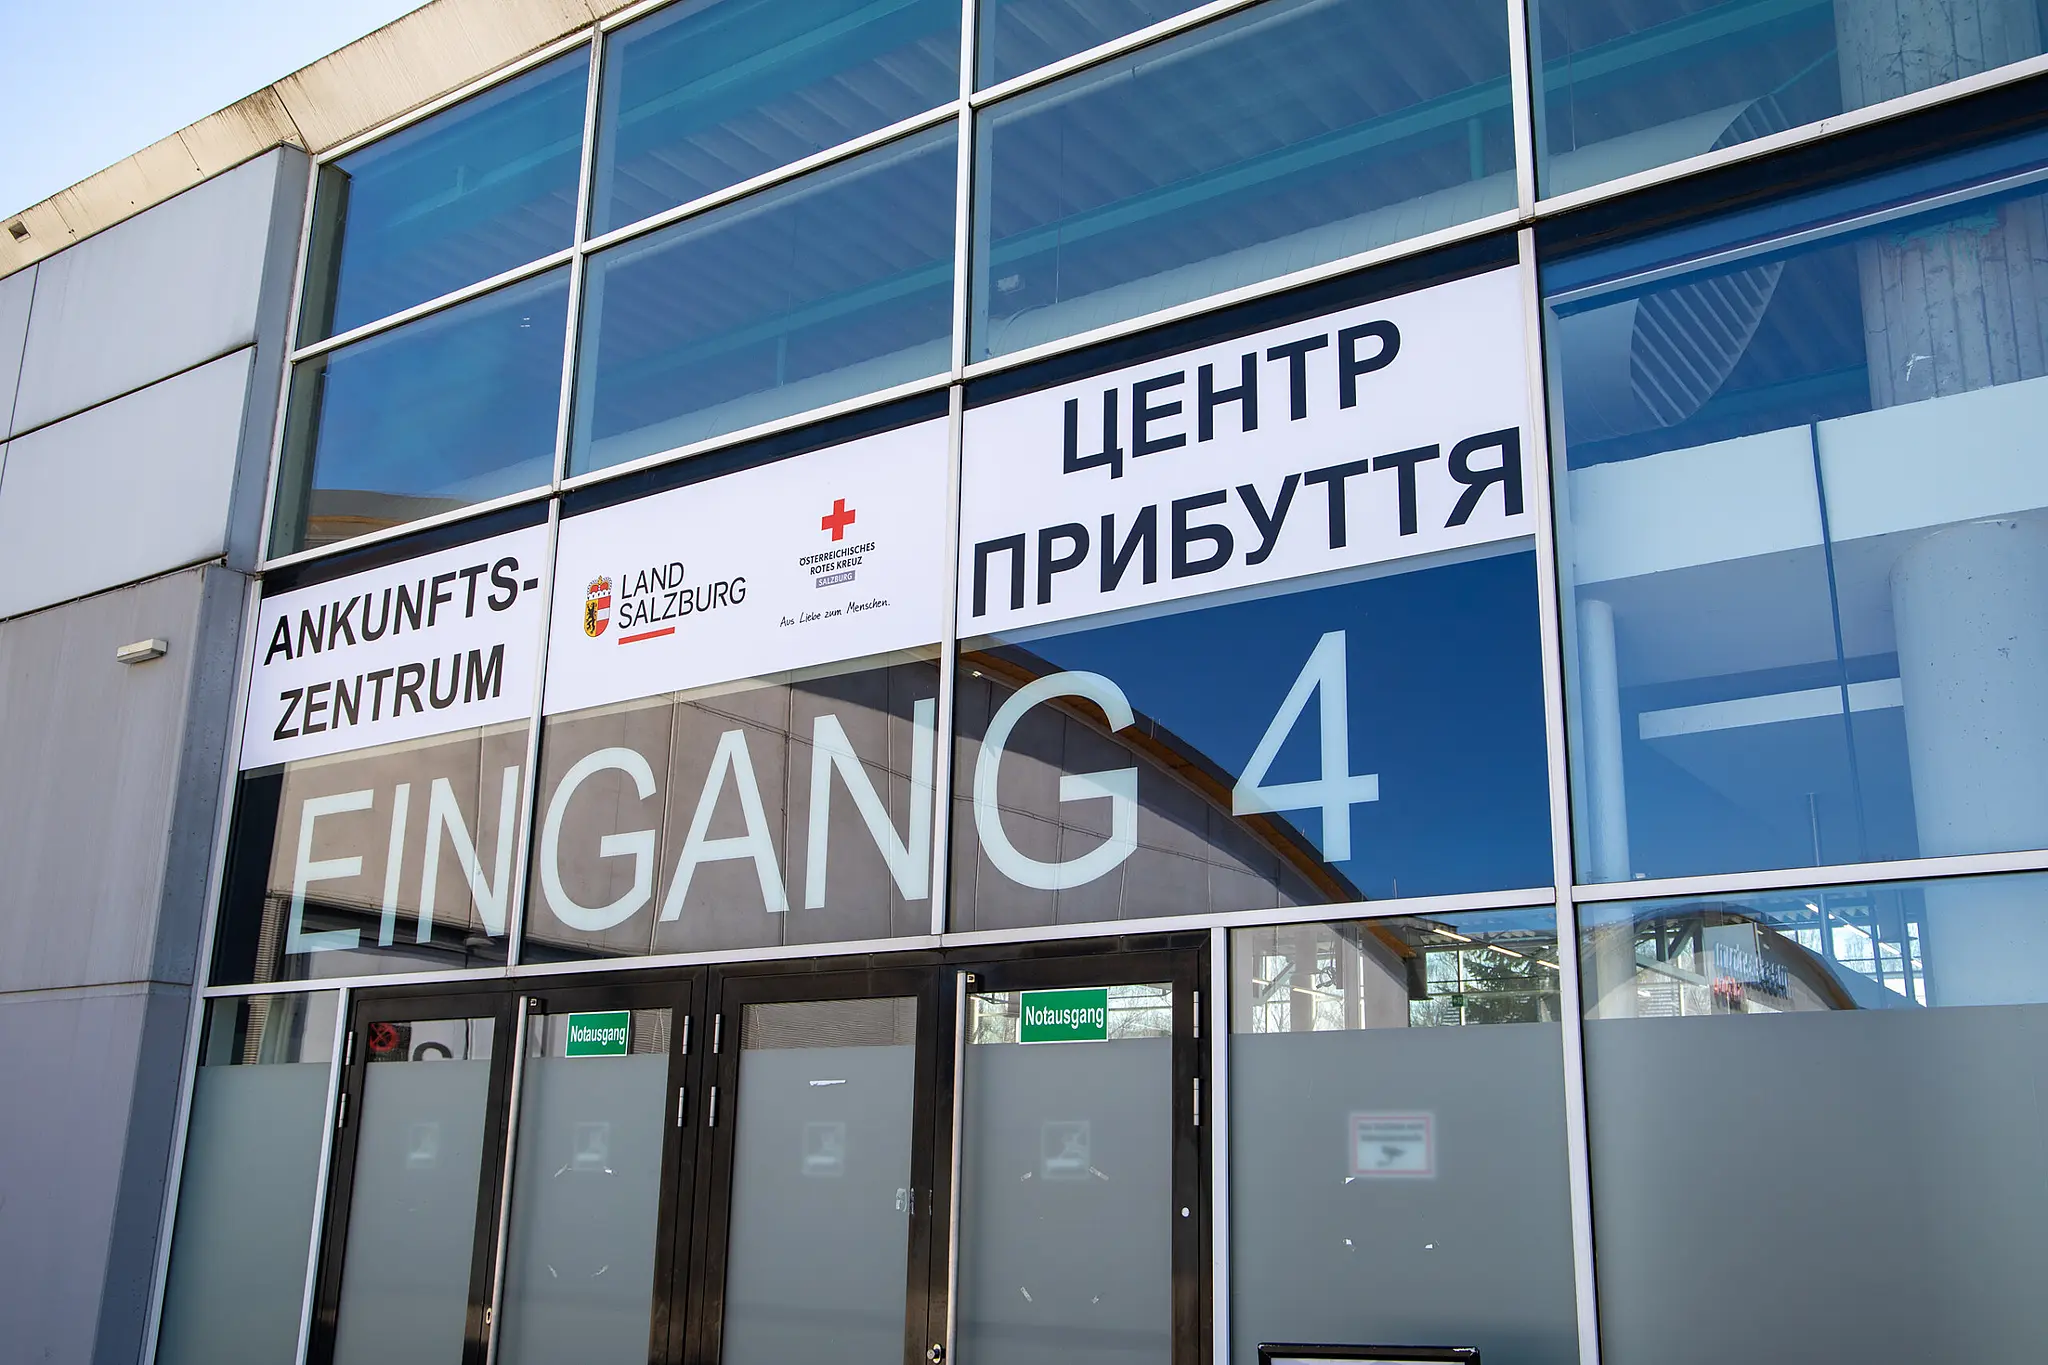 ANKUNFTS-
ZENTRUM
LAND
SALZBURG
ÖSTERREICHISCHES
ROTES KREUZ
SALZBURG
Aus Liebe zum Menschen.
ЦЕНТР
ПРИБУТТЯ
EINGANG 4
Notausgang
Notausgang